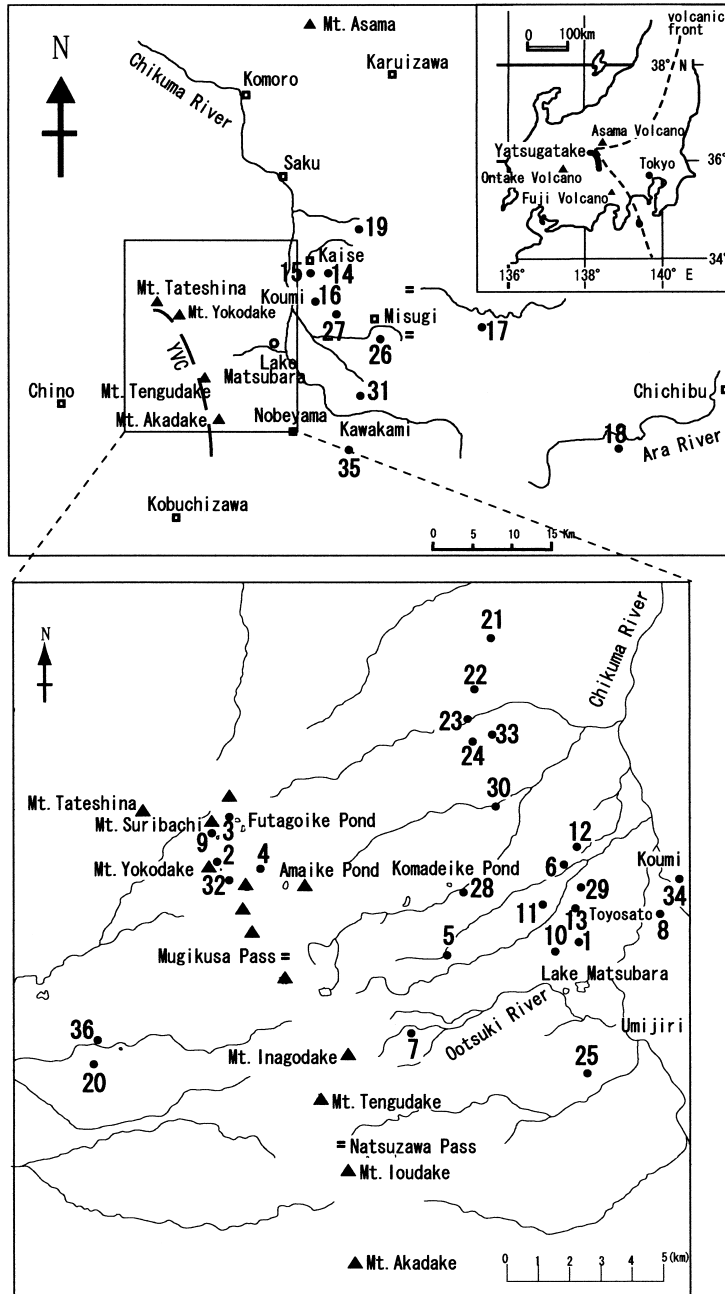 Mt. Asama
N
Karuizawa
Chikuma River
Komoro
Saku
19
Kaise
15
14
Mt. Tateshina
Koumi
16
Mt. Yokodake
27
Misugi
=
17
26
=
YVC
Lake
Matsubara
Mt. Tengudake
31
Chino
Chichibu
Mt. Akadake
Nobeyama
Kawakami
18
Ara River
35
Kobuchizawa
0 5 10 15 Km
volcanic
front
0 100km
38° N
Asama Volcano
Yatsugatake
36°
Ontake Volcano
Tokyo
Fuji Volcano
34°
136° 138° 140° E
N
21
Chikuma River
22
23
33
24
30
Mt. Tateshina
Mt. Suribachi
3
Futagoike Pond
9
12
2
6
Mt. Yokodake
4
Amaike Pond
Komadeike Pond
Koumi
32
28
29
34
11
13
Toyosato
8
Mugikusa Pass =
5
10
1
Lake Matsubara
Ootsuki River
36
7
Umijiri
Mt. Inagodake
20
25
Mt. Tengudake
= Natsuzawa Pass
Mt. Ioudake
Mt. Akadake
0 1 2 3 4 5 (km)